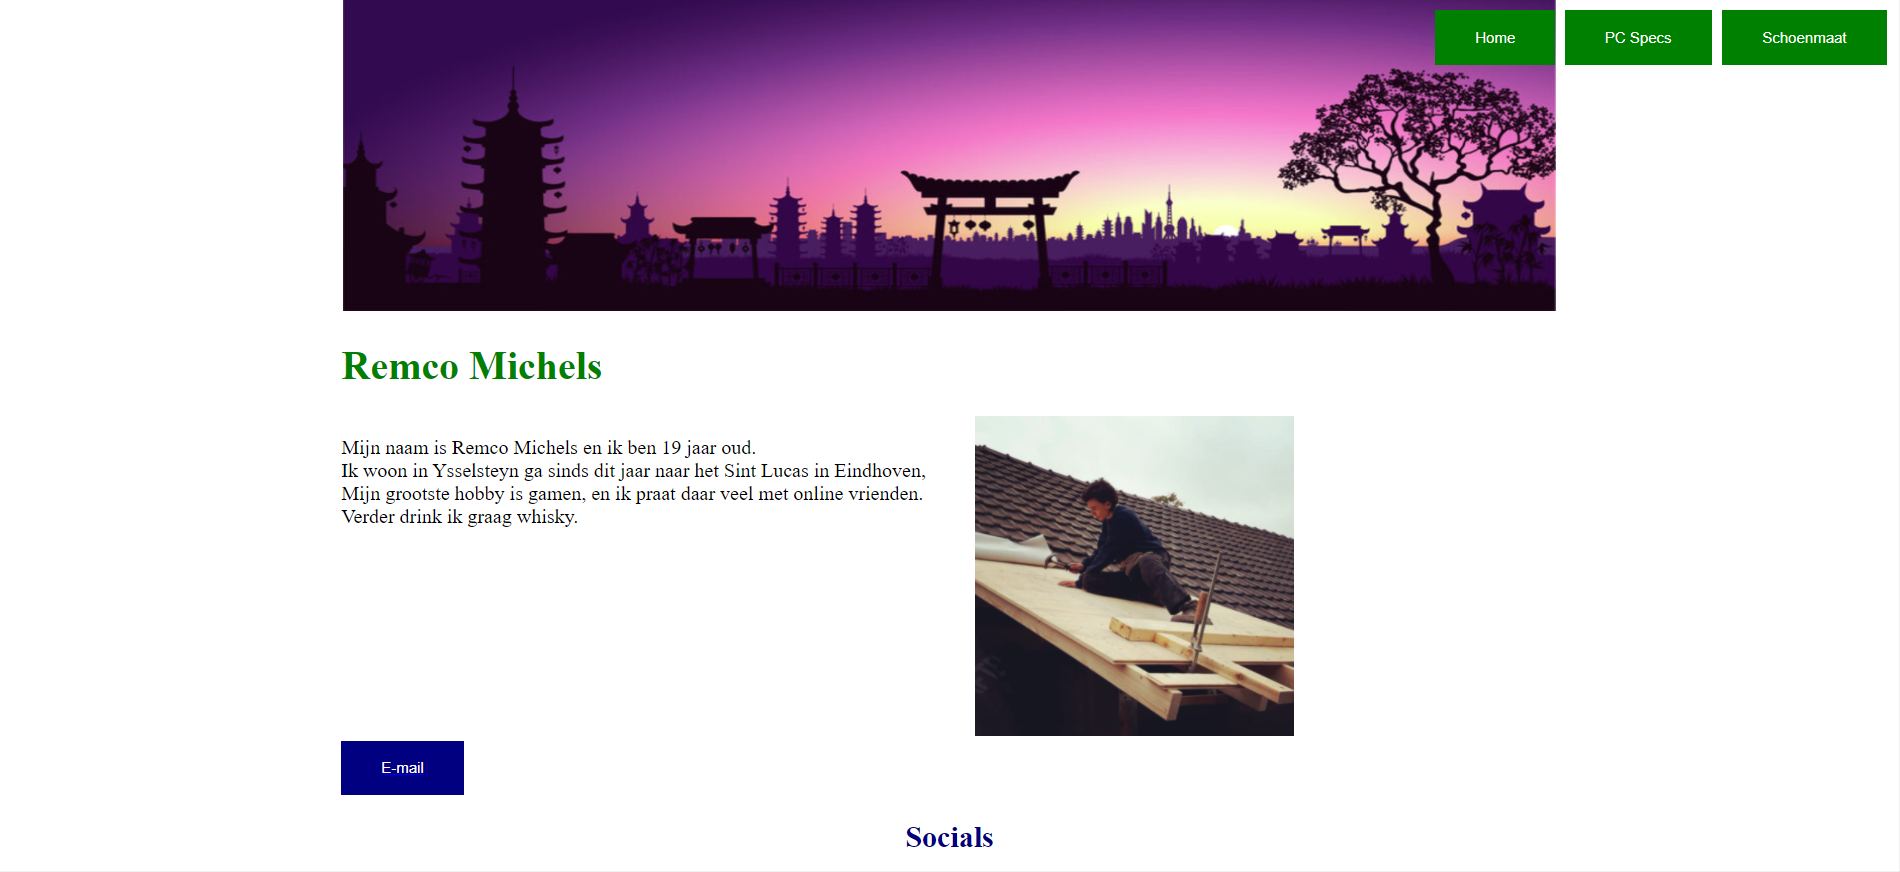 Home
PC Specs
Schoenmaat
Remco Michels
Mijn naam is Remco Michels en ik ben 19 jaar oud.
Ik woon in Ysselsteyn ga sinds dit jaar naar het Sint Lucas in Eindhoven,
Mijn grootste hobby is gamen, en ik praat daar veel met online vrienden.
Verder drink ik graag whisky.
E-mail
Socials